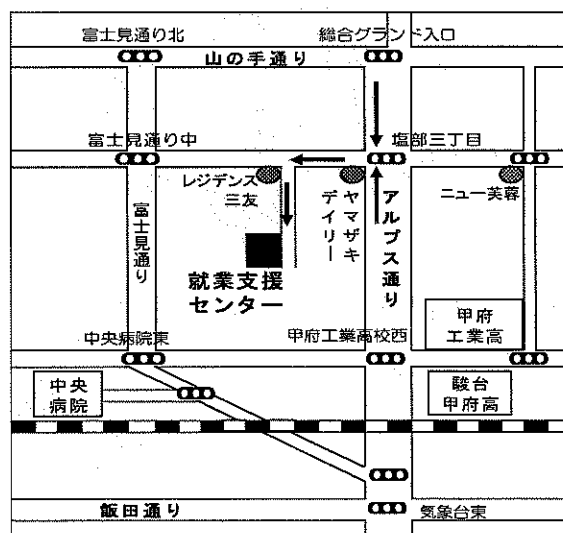 富士見通り北
総合グランド入口
山の手通り
富士見通り中
塩部三丁目
レジデンス
三友
ヤマザキ
デイリー
アルプス通り
ニュー芙蓉
富士見通り
就業支援
センター
甲府
工業高
中央病院東
甲府工業高校西
中央
病院
駿台
甲府高
飯田通り
気象台東